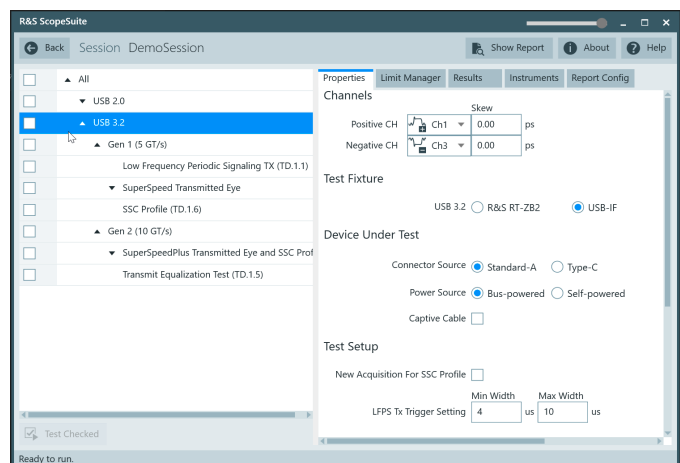 R&S ScopeSuite
Back Session DemoSession Show Report About Help
All
USB 2.0
USB 3.2
Gen 1 (5 GT/s)
Low Frequency Periodic Signaling TX (TD.1.1)
SuperSpeed Transmitted Eye
SSC Profile (TD.1.6)
Gen 2 (10 GT/s)
SuperSpeedPlus Transmitted Eye and SSC Prof
Transmit Equalization Test (TD.1.5)
Test Checked
Properties Limit Manager Results Instruments Report Config
Channels
Skew
Positive CH Ch1 0.00 ps
Negative CH Ch3 0.00 ps
Test Fixture
USB 3.2 R&S RT-ZB2 USB-IF
Device Under Test
Connector Source Standard-A Type-C
Power Source Bus-powered Self-powered
Captive Cable
Test Setup
New Acquisition For SSC Profile
Min Width Max Width
LFPS Tx Trigger Setting 4 us 10 us
Ready to run.